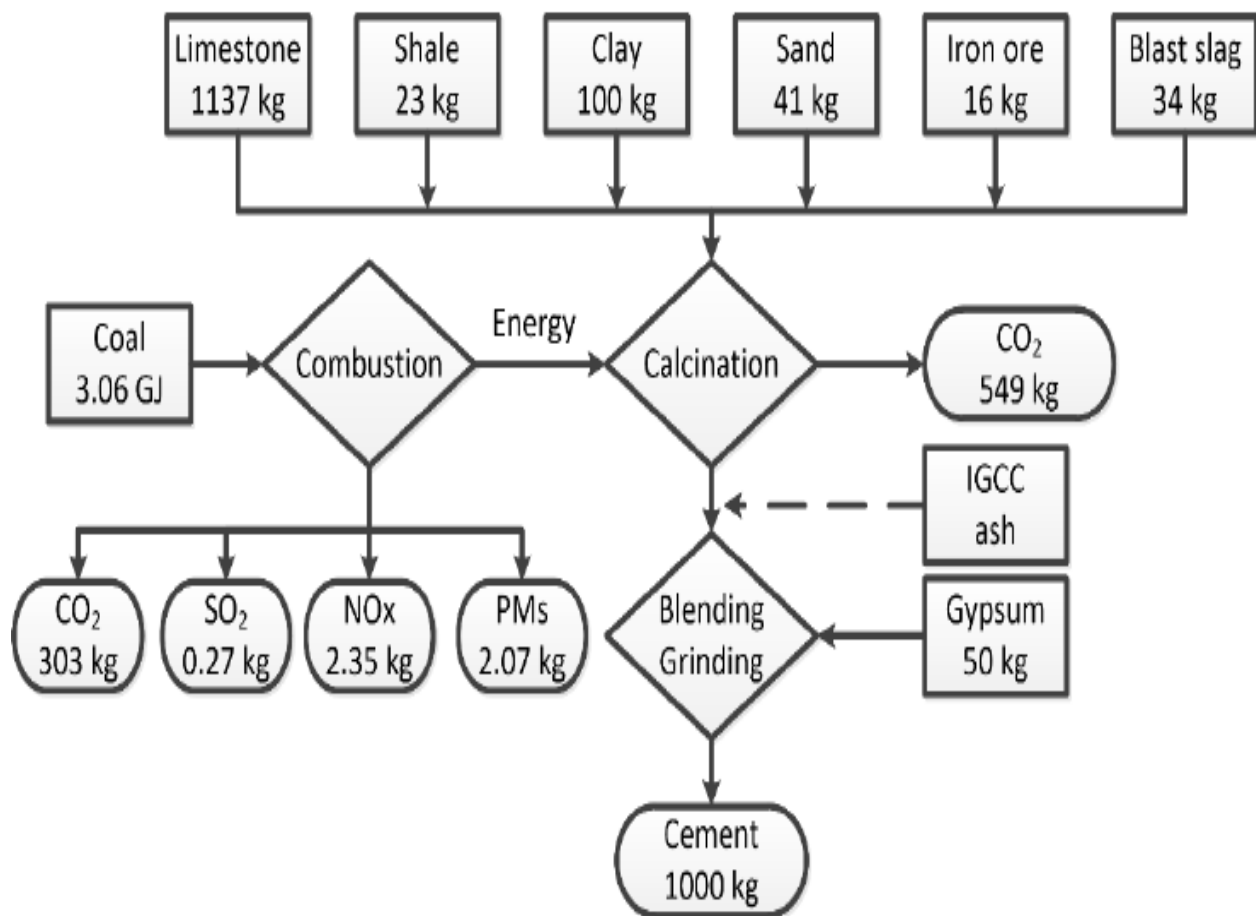 Limestone
1137 kg
Shale
23 kg
Clay
100 kg
Sand
41 kg
Iron ore
16 kg
Blast slag
34 kg
Coal
3.06 GJ
Combustion
Energy
Calcination
CO₂
549 kg
IGCC
ash
CO₂
303 kg
SO₂
0.27 kg
NOx
2.35 kg
PMs
2.07 kg
Blending
Grinding
Gypsum
50 kg
Cement
1000 kg